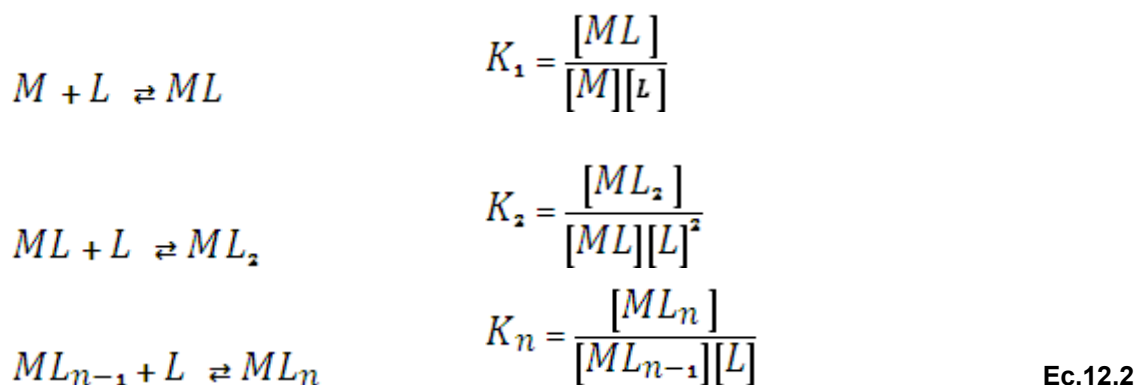 M + L ⇄ ML    K₁ = [ML] / [M][L]
ML + L ⇄ ML₂    K₂ = [ML₂] / [ML][L]²
MLn−₁ + L ⇄ MLn    Kn = [MLn] / [MLn−₁][L]    Ec.12.2